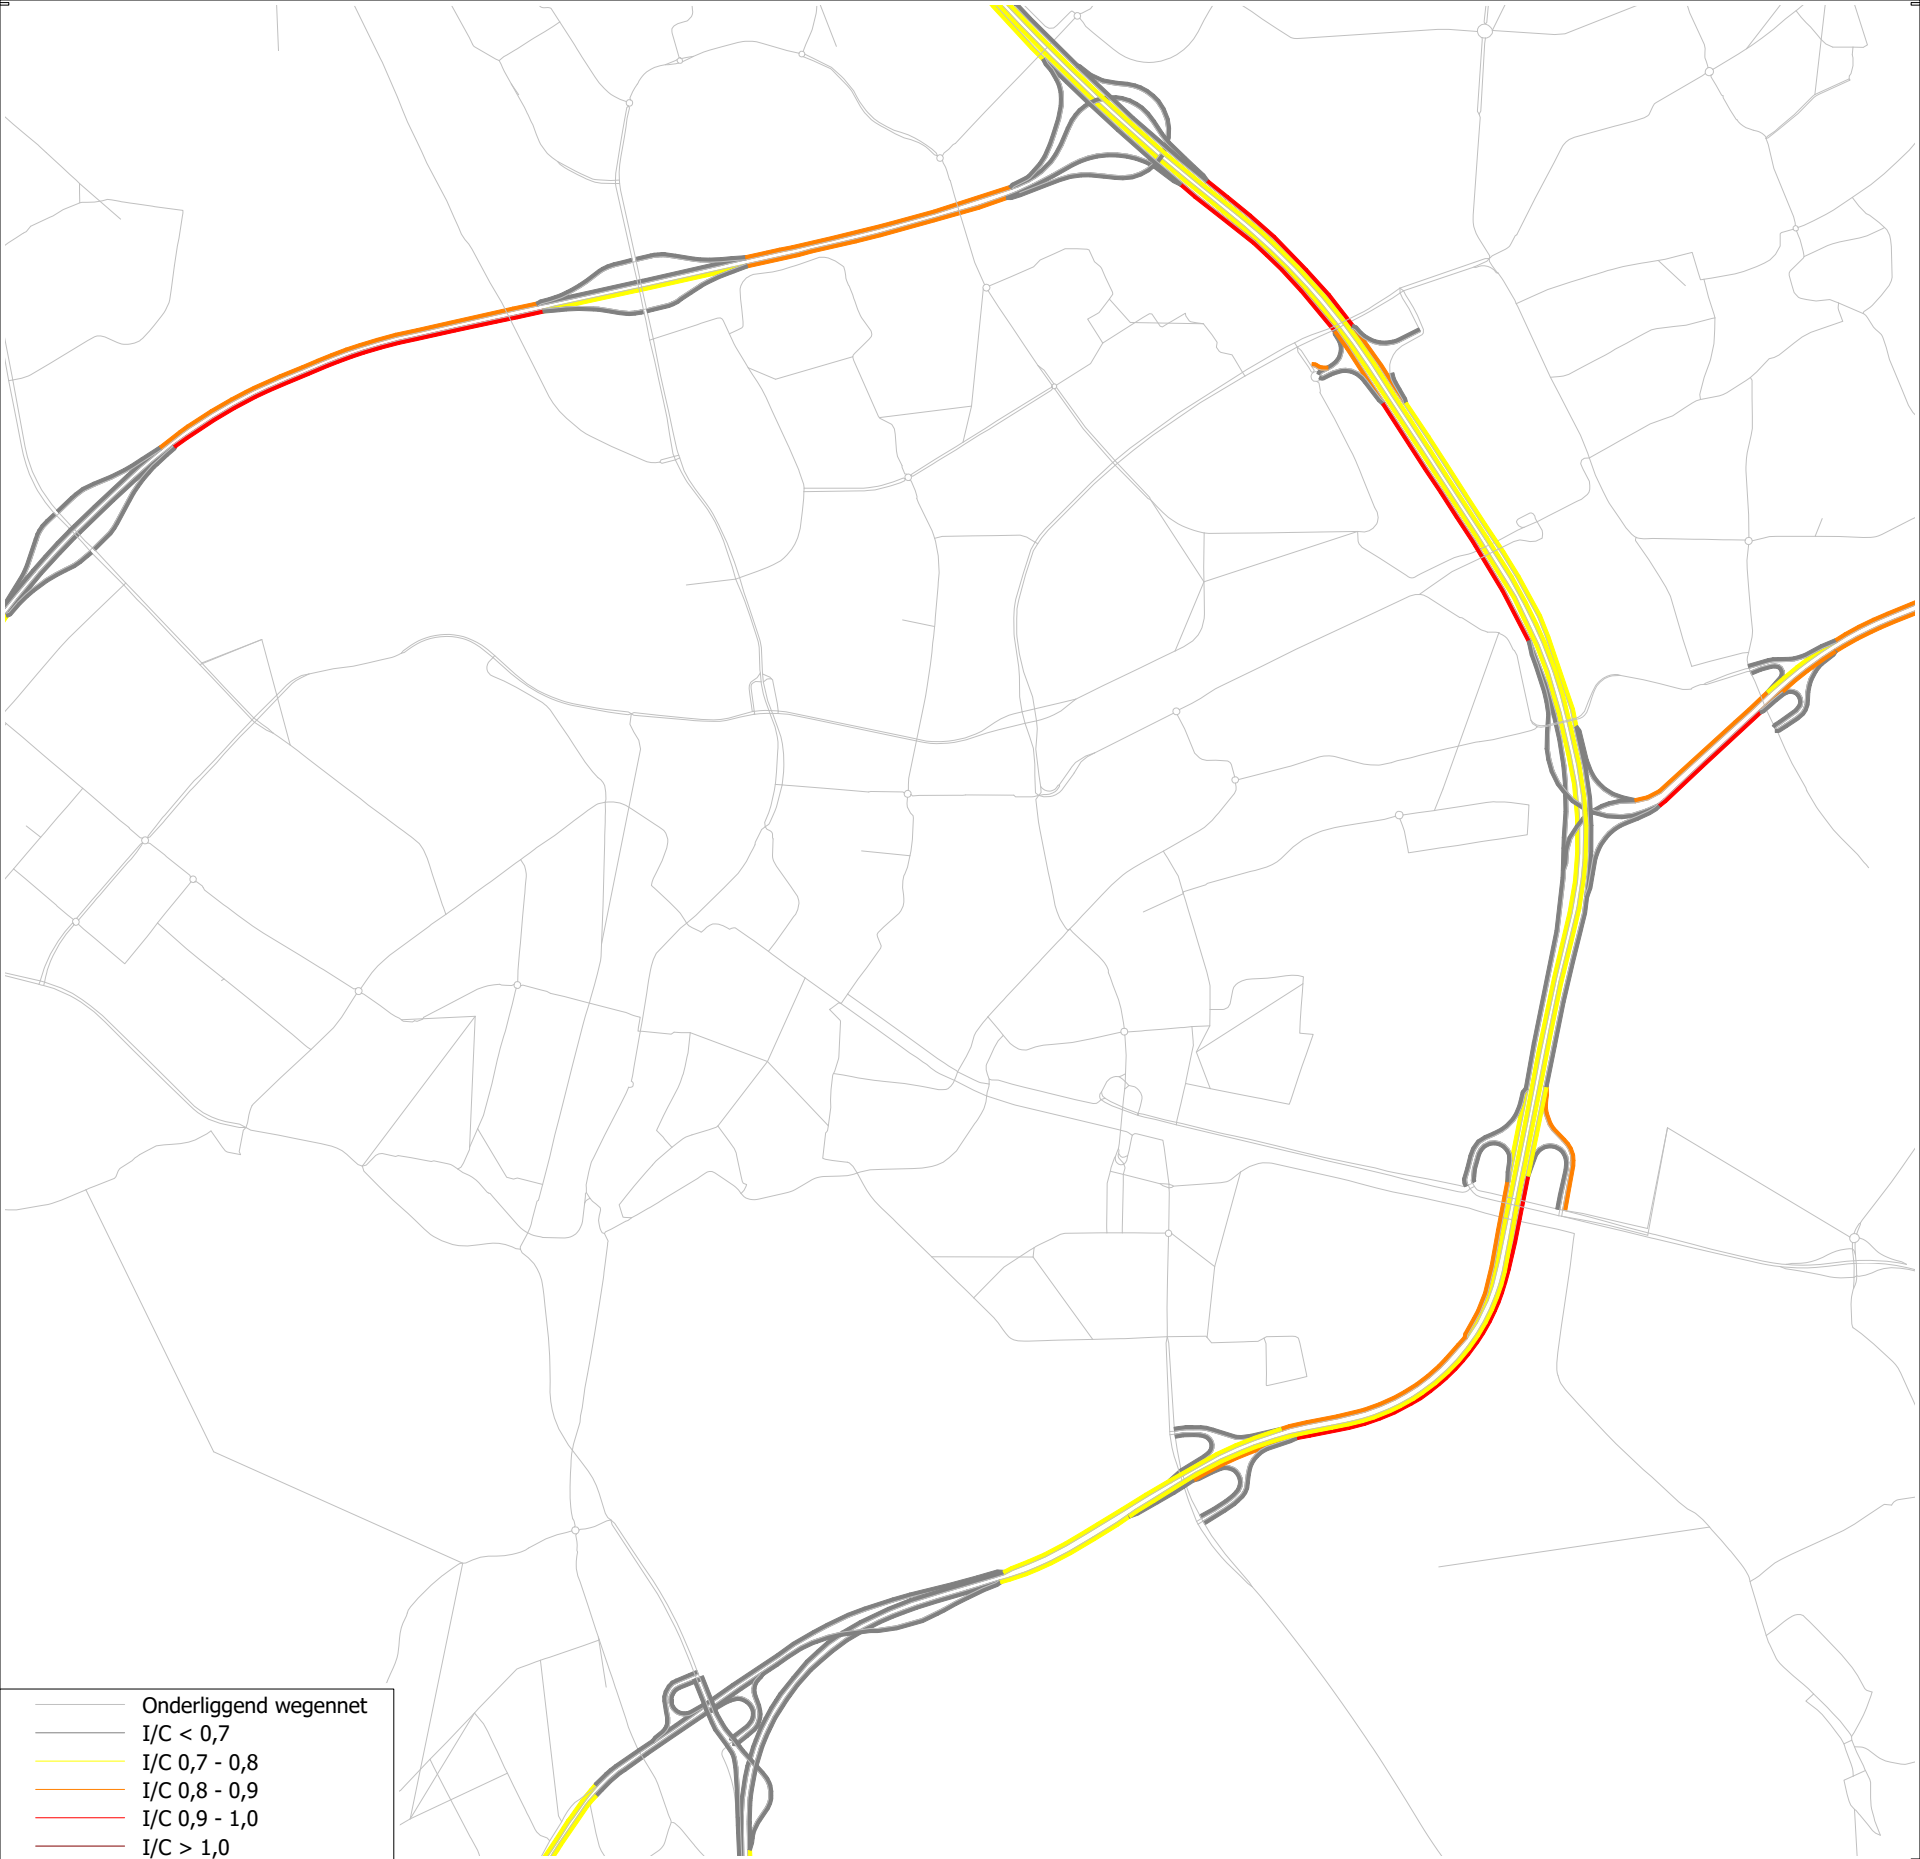 Onderliggend wegennet
I/C < 0,7
I/C 0,7 - 0,8
I/C 0,8 - 0,9
I/C 0,9 - 1,0
I/C > 1,0